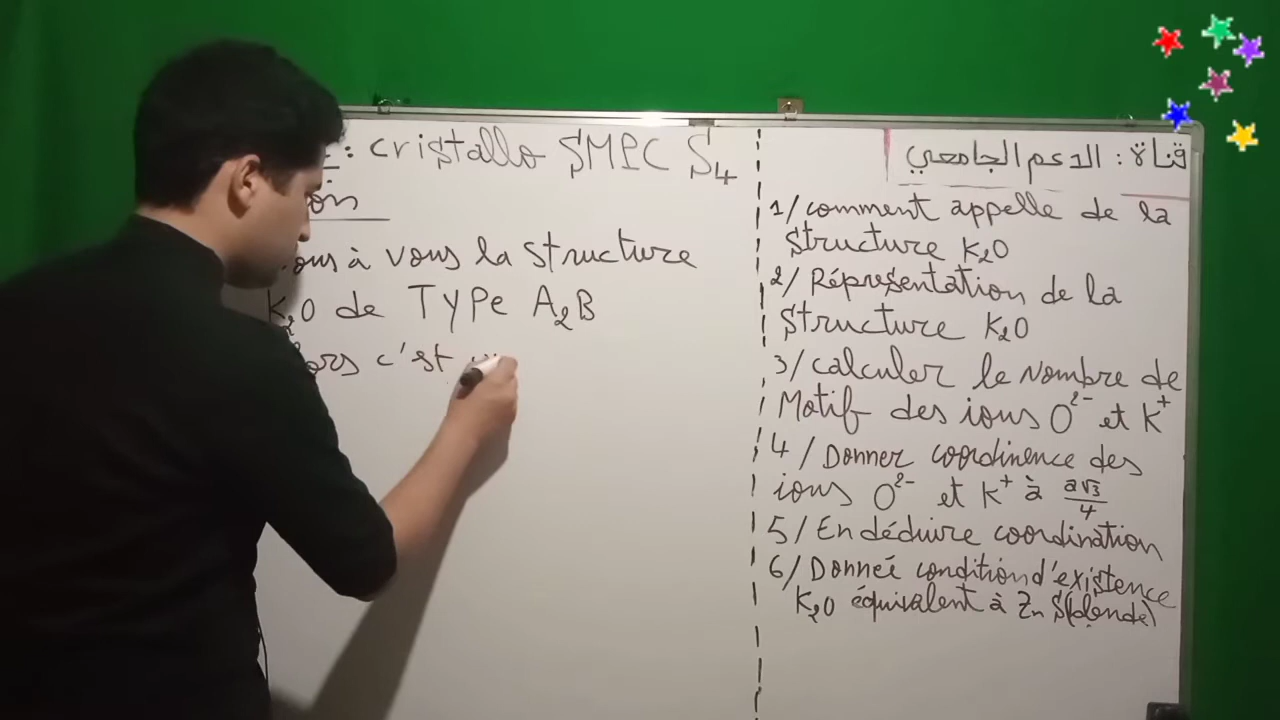 : cristallo SMPC S4
ous à vous la structure
K2O de Type A2B
ors c'est
قناة : الدعم الجامعي
1/ comment appelle de la
structure K2O
2/ Réprésentation de la
structure K2O
3/ calculer le Nombre de
Motif des ions O²⁻ et K⁺
4/ Donner coordinence des
ions O²⁻ et K⁺ à a√3/4
5/ En déduire coordination
6/ Donneé condition d'existence
K2O équivalent à Zn S(blende)